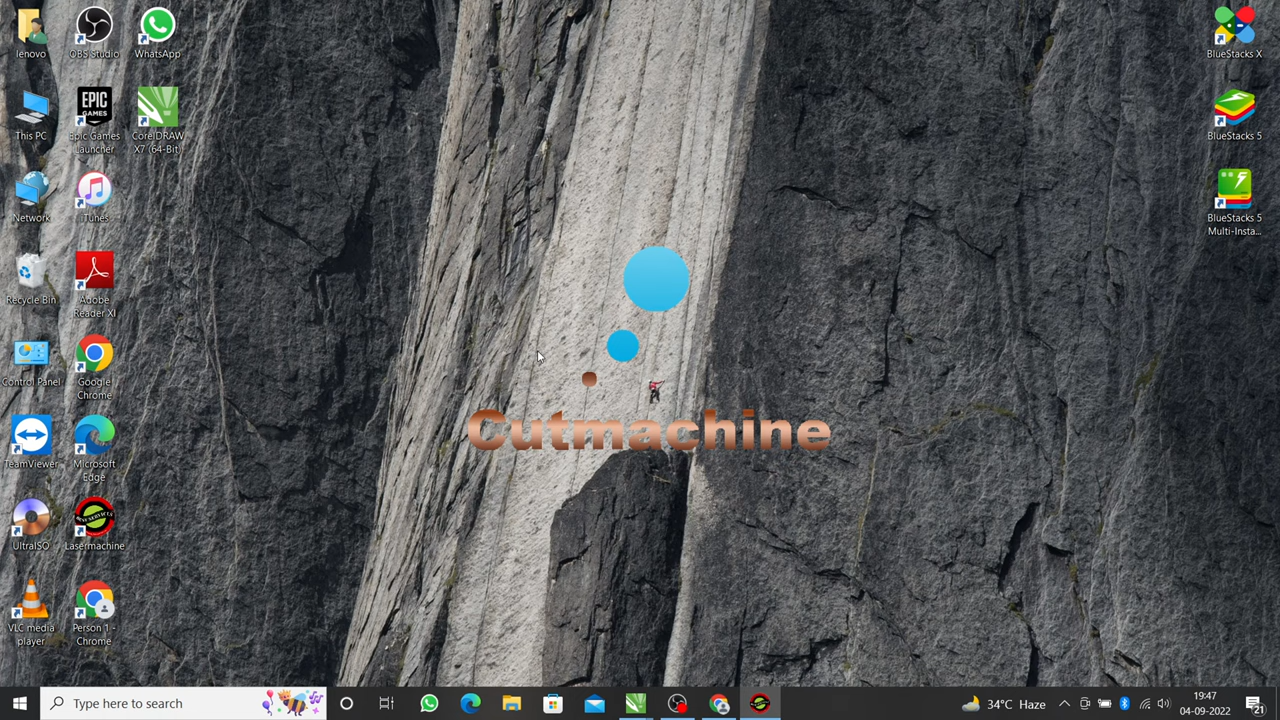 lenovo
OBS Studio
WhatsApp
BlueStacks X
This PC
EPIC
GAMES
Epic Games
Launcher
CorelDRAW
X7 (64-Bit)
BlueStacks 5
Network
iTunes
BlueStacks 5
Multi-Insta...
Recycle Bin
Adobe
Reader XI
Control Panel
Google
Chrome
Cutmachine
TeamViewer
Microsoft
Edge
UltraISO
Lasermachine
VLC media
player
Person 1 -
Chrome
Type here to search
34°C Haze
19:47
04-09-2022
21